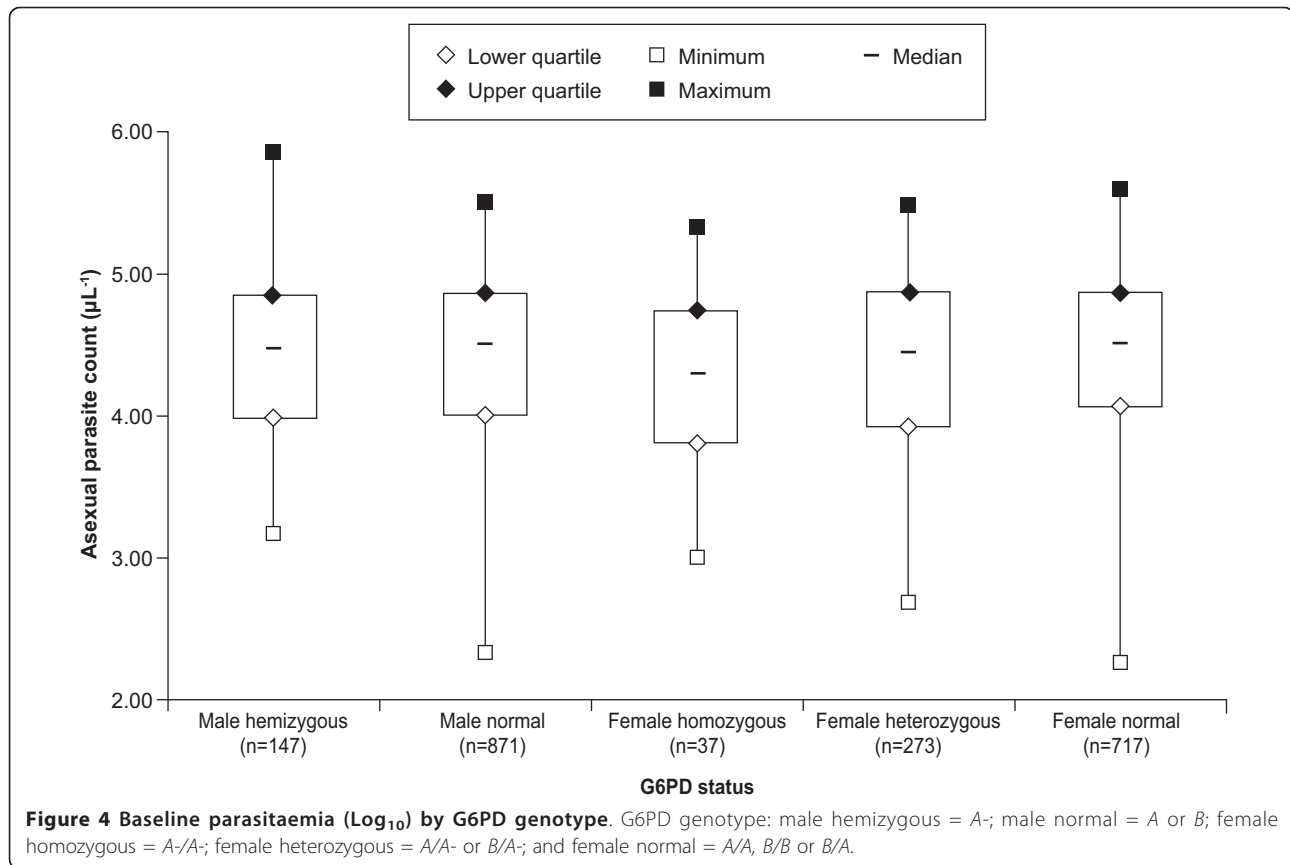 Lower quartile Minimum Median
Upper quartile Maximum
6.00
5.00
4.00
3.00
2.00
Asexual parasite count (µL⁻¹)
Male hemizygous Male normal Female homozygous Female heterozygous Female normal
(n=147) (n=871) (n=37) (n=273) (n=717)
G6PD status
Figure 4 Baseline parasitaemia (Log₁₀) by G6PD genotype. G6PD genotype: male hemizygous = A-; male normal = A or B; female
homozygous = A-/A-; female heterozygous = A/A- or B/A-; and female normal = A/A, B/B or B/A.